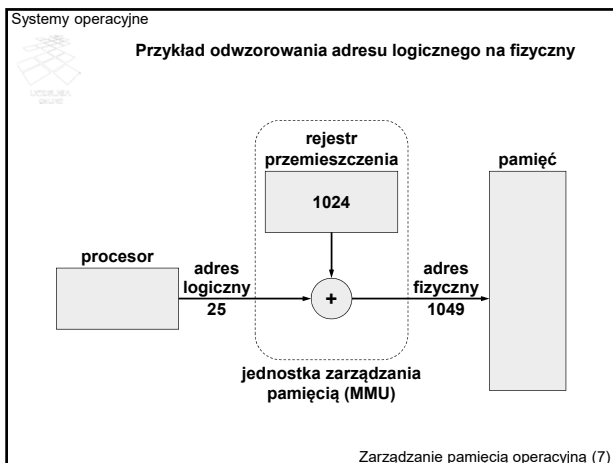 Systemy operacyjne
Przykład odwzorowania adresu logicznego na fizyczny
rejestr
przemieszczenia
1024
pamięć
procesor
adres
logiczny
25
+
adres
fizyczny
1049
jednostka zarządzania
pamięcią (MMU)
Zarządzanie pamięcią operacyjną (7)